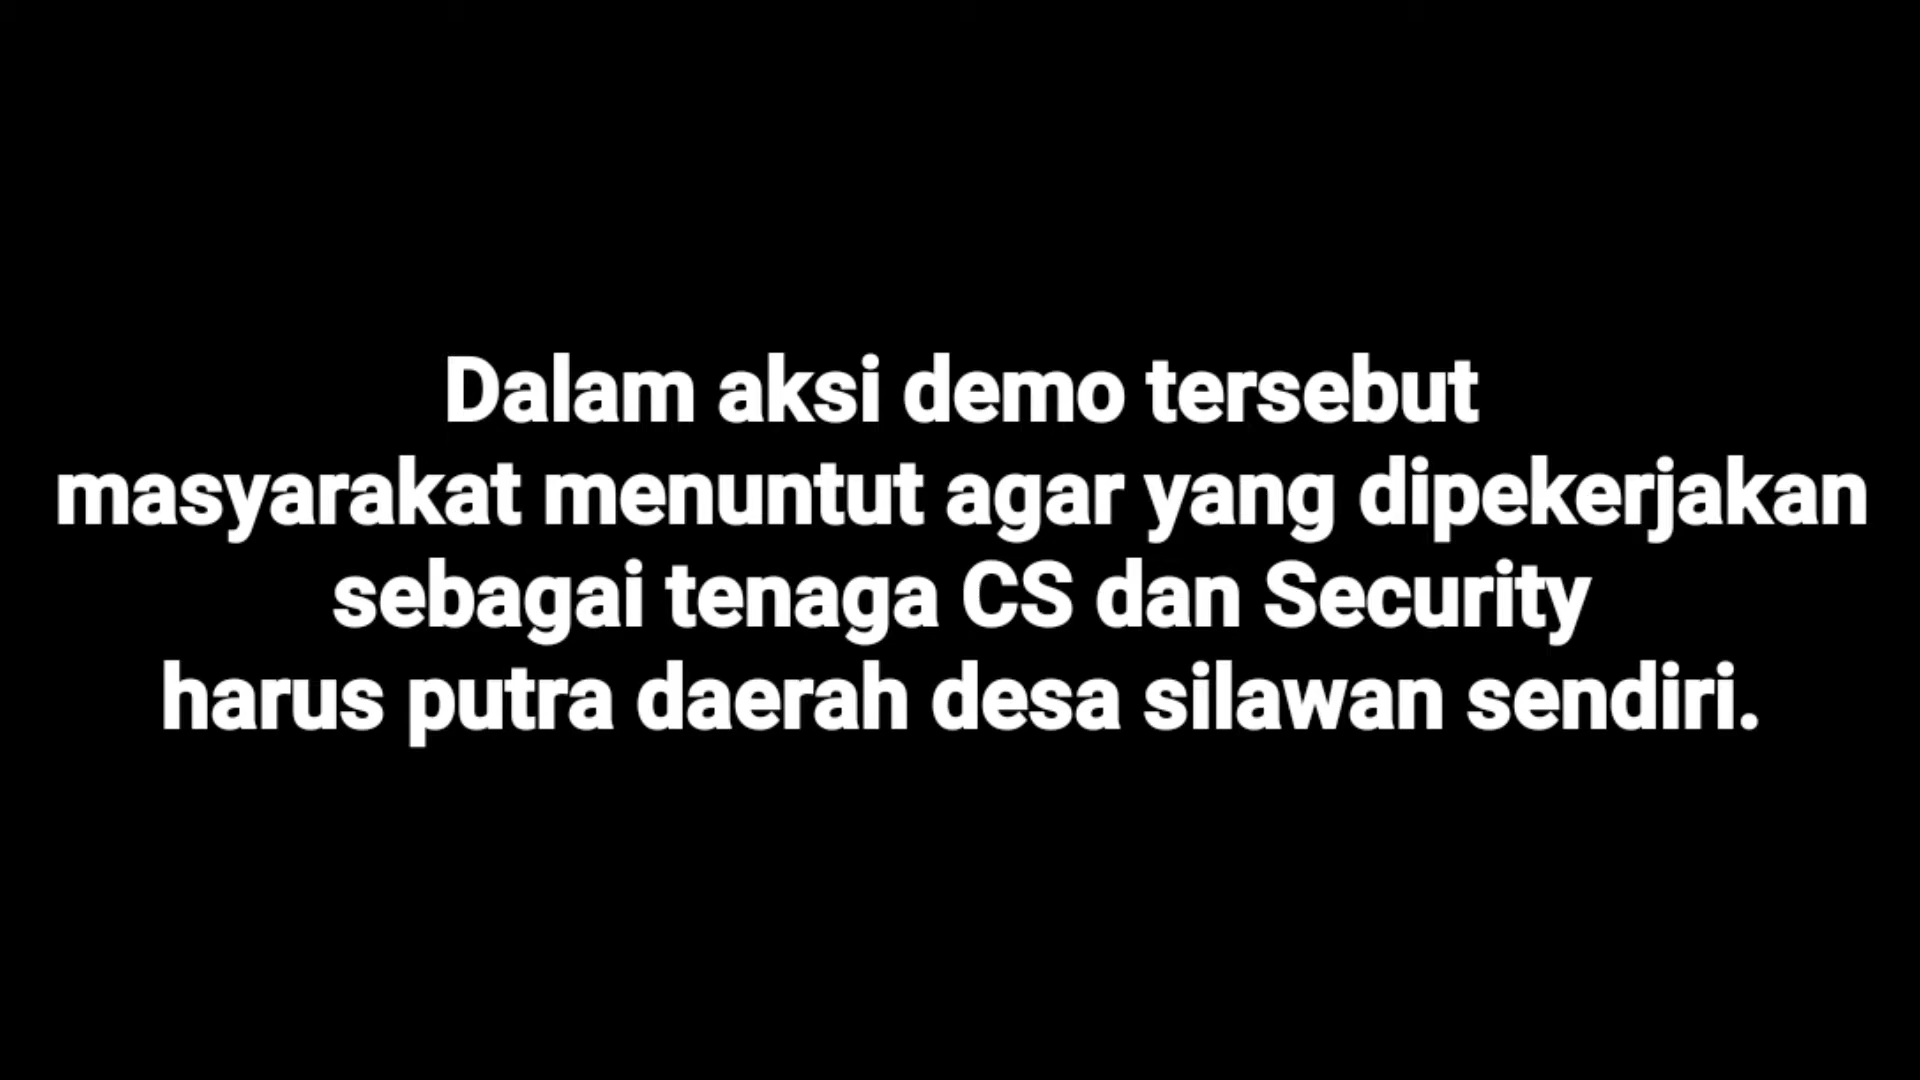 Dalam aksi demo tersebut
masyarakat menuntut agar yang dipekerjakan
sebagai tenaga CS dan Security
harus putra daerah desa silawan sendiri.